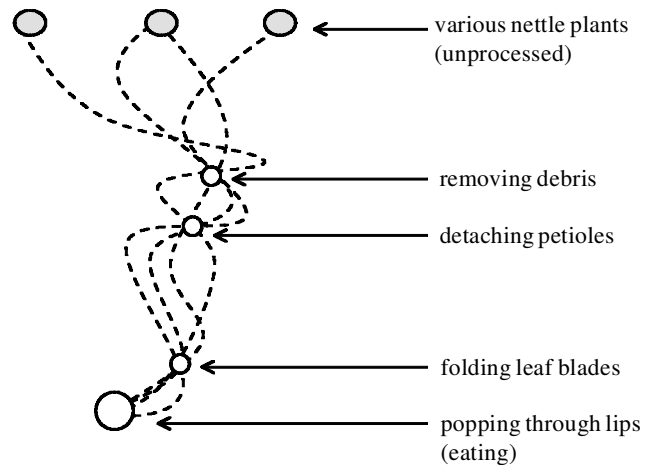 various nettle plants
(unprocessed)
removing debris
detaching petioles
folding leaf blades
popping through lips
(eating)